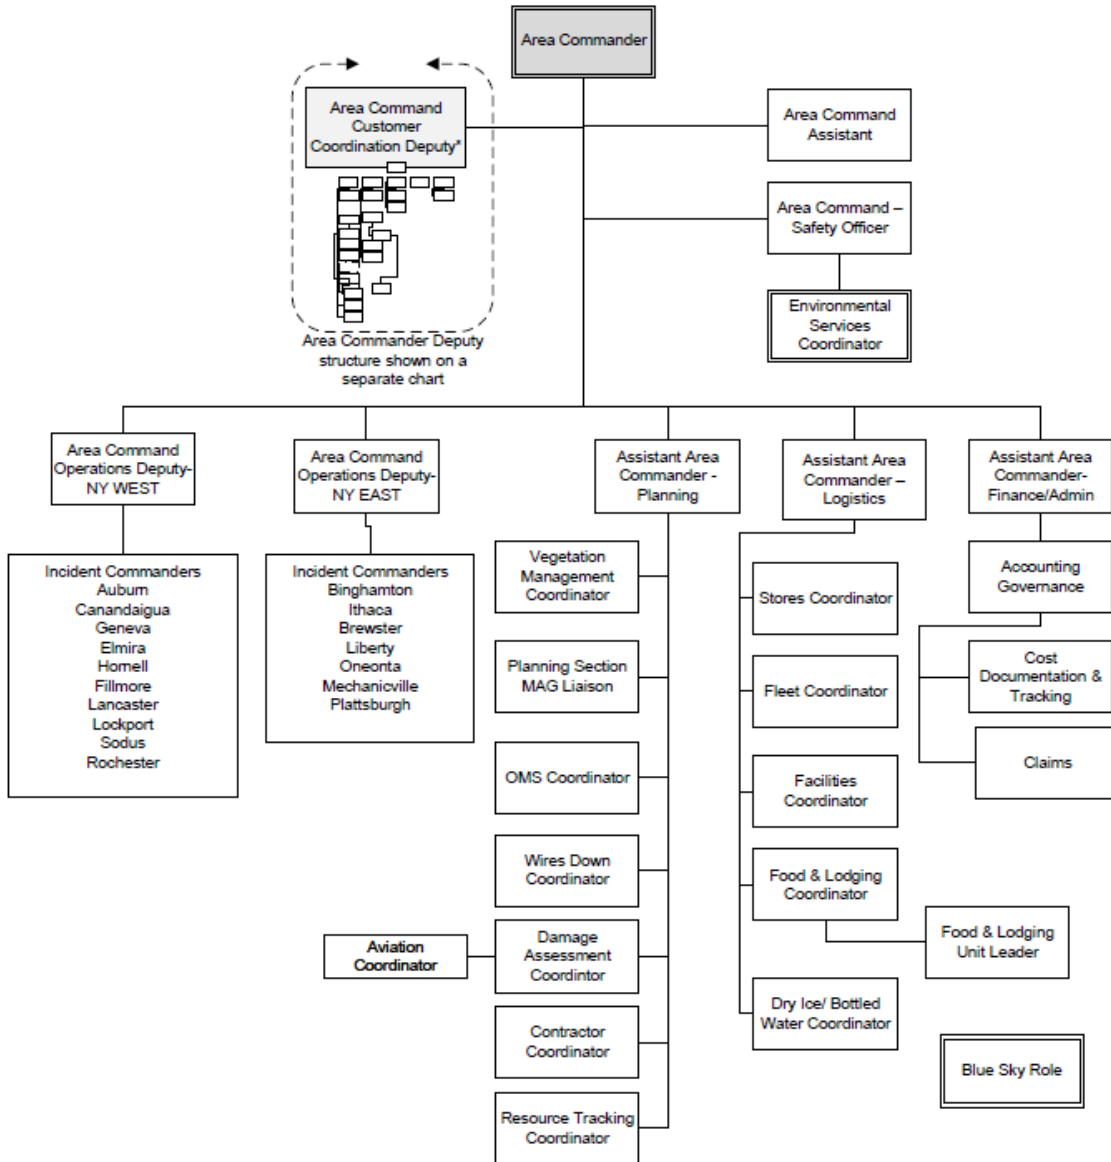 Area Commander
Area Command
Customer
Coordination Deputy*
Area Command
Assistant
Area Command –
Safety Officer
Environmental
Services
Coordinator
Area Commander Deputy
structure shown on a
separate chart
Area Command
Operations Deputy-
NY WEST
Area Command
Operations Deputy-
NY EAST
Assistant Area
Commander -
Planning
Assistant Area
Commander –
Logistics
Assistant Area
Commander-
Finance/Admin
Incident Commanders
Auburn
Canandaigua
Geneva
Elmira
Hornell
Fillmore
Lancaster
Lockport
Sodus
Rochester
Incident Commanders
Binghamton
Ithaca
Brewster
Liberty
Oneonta
Mechanicville
Plattsburgh
Vegetation
Management
Coordinator
Planning Section
MAG Liaison
OMS Coordinator
Wires Down
Coordinator
Aviation
Coordinator
Damage
Assessment
Coordintor
Contractor
Coordinator
Resource Tracking
Coordinator
Stores Coordinator
Fleet Coordinator
Facilities
Coordinator
Food & Lodging
Coordinator
Food & Lodging
Unit Leader
Dry Ice/ Bottled
Water Coordinator
Accounting
Governance
Cost
Documentation &
Tracking
Claims
Blue Sky Role